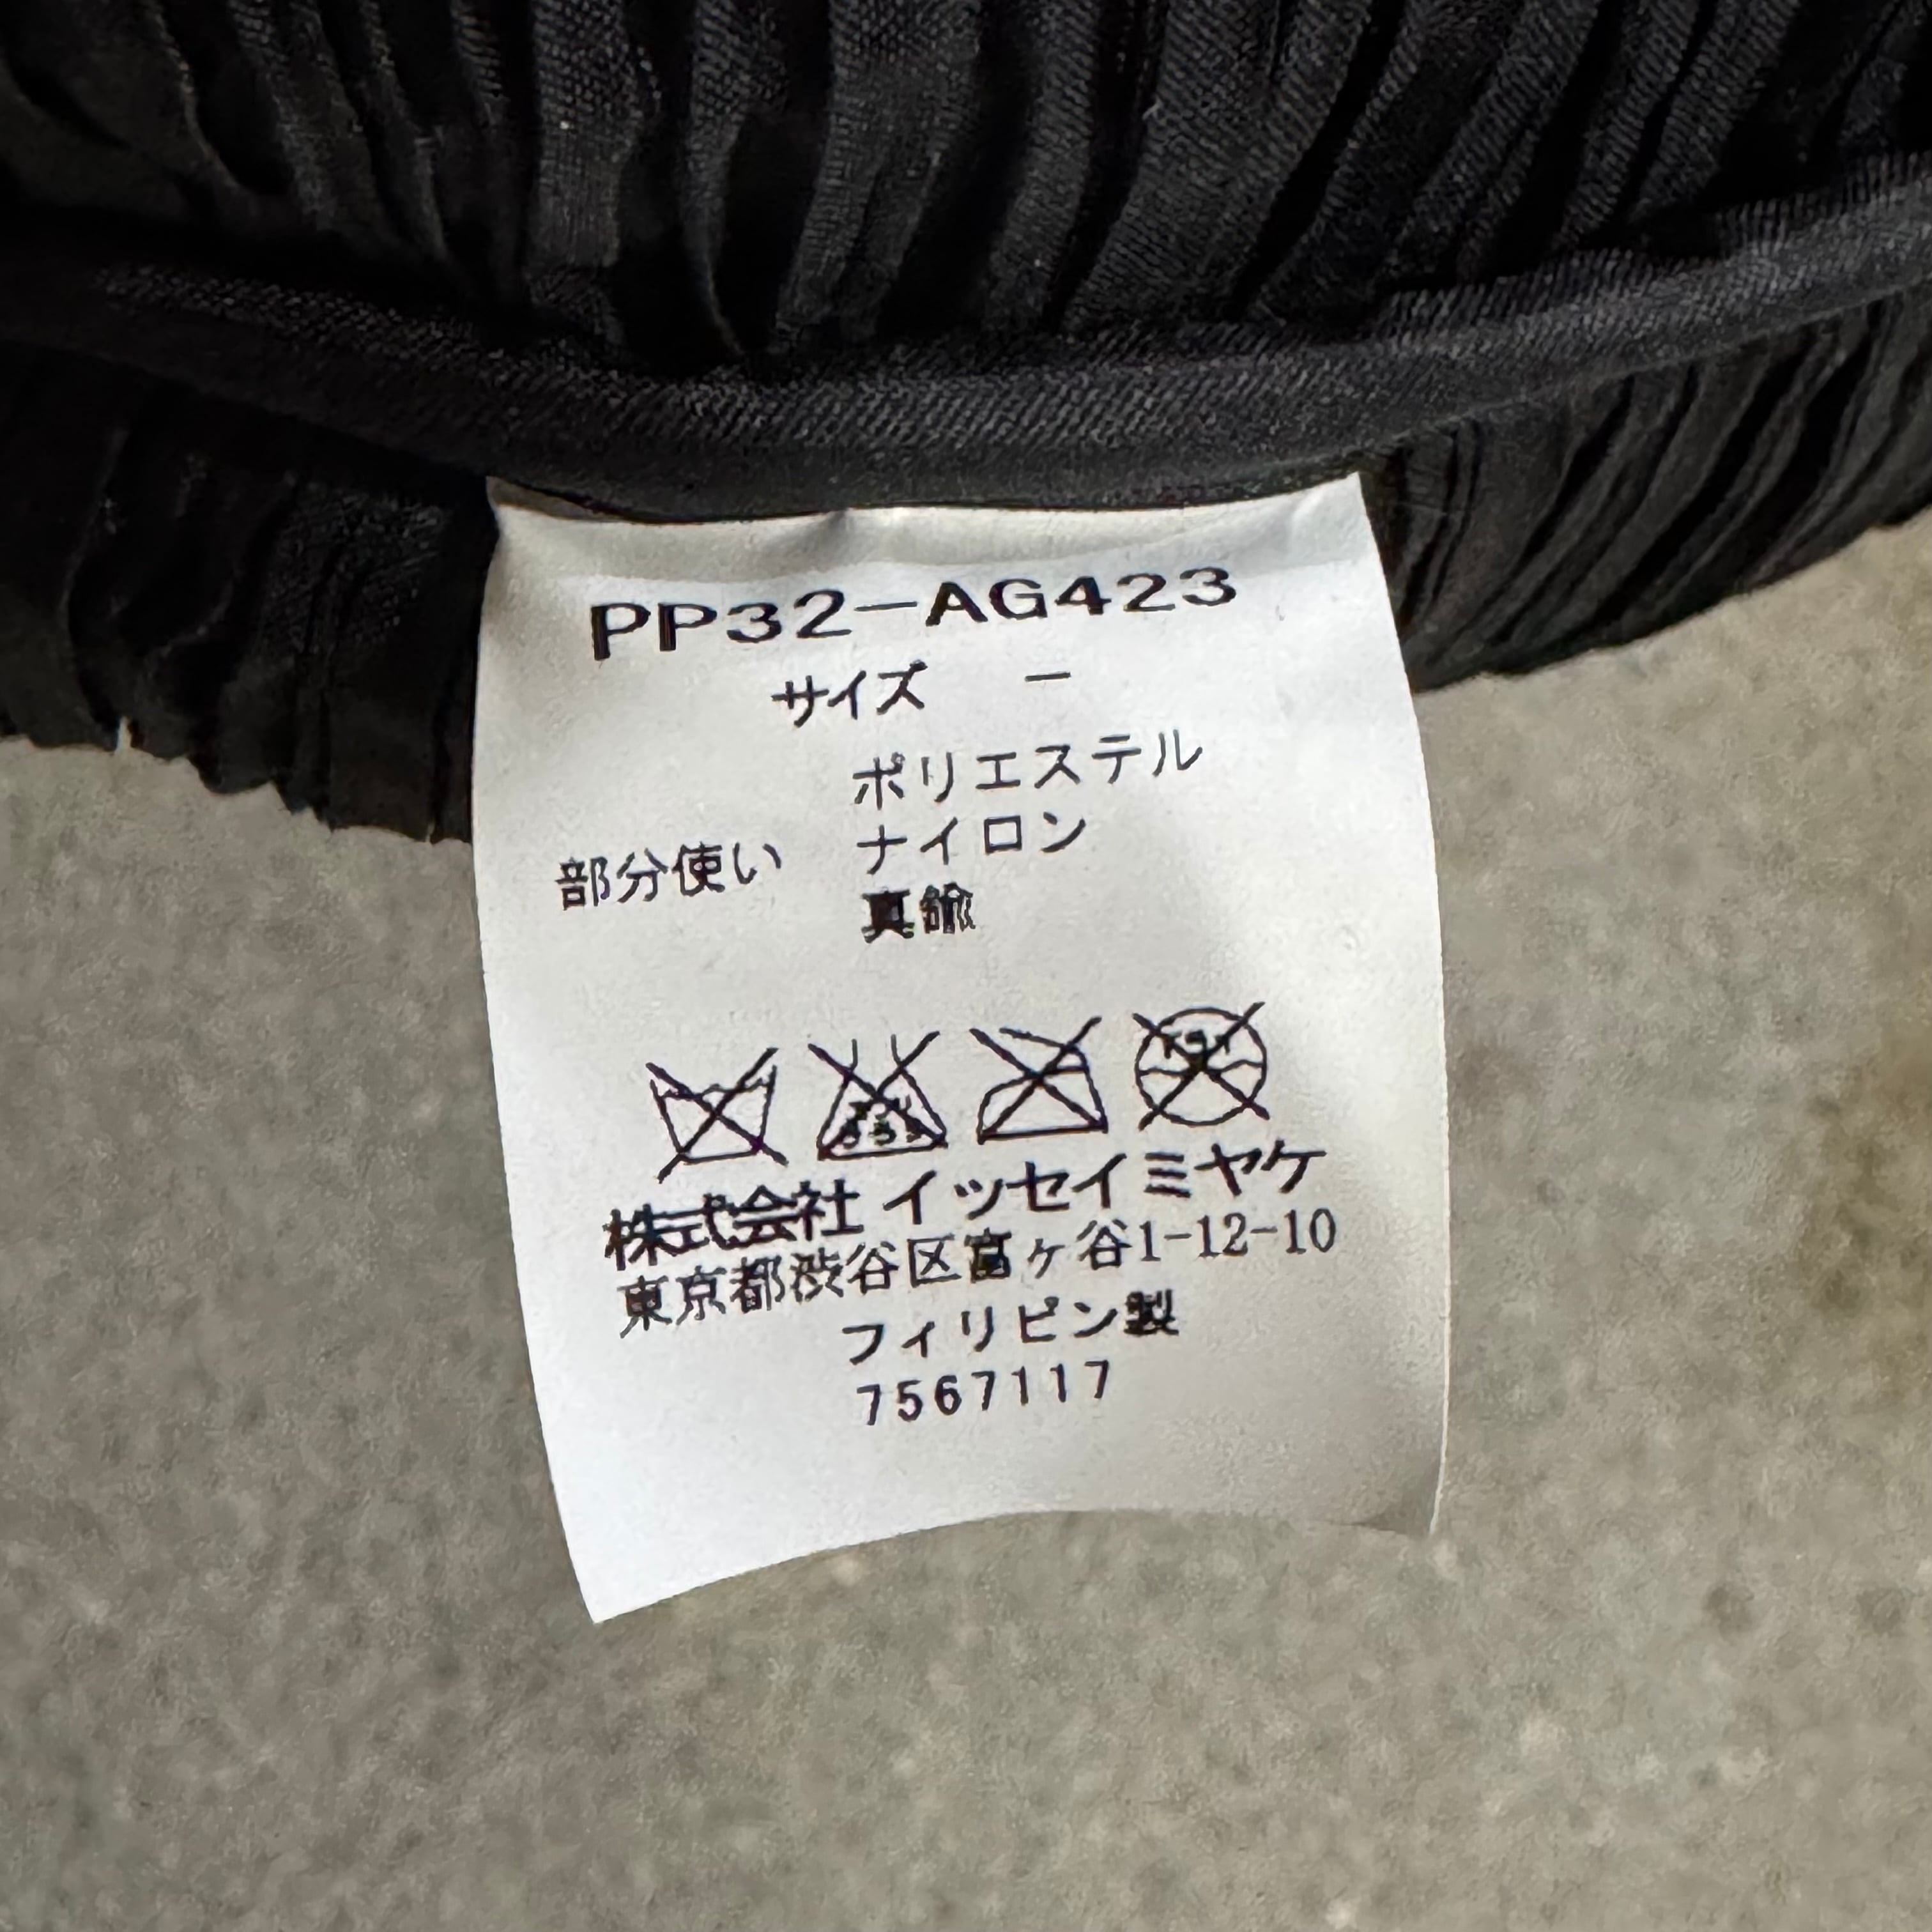 PP32-AG423
サイズ -
ポリエステル
部分使い ナイロン
真鍮
株式会社 イッセイミヤケ
東京都渋谷区富ヶ谷1-12-10
フィリピン製
7567117